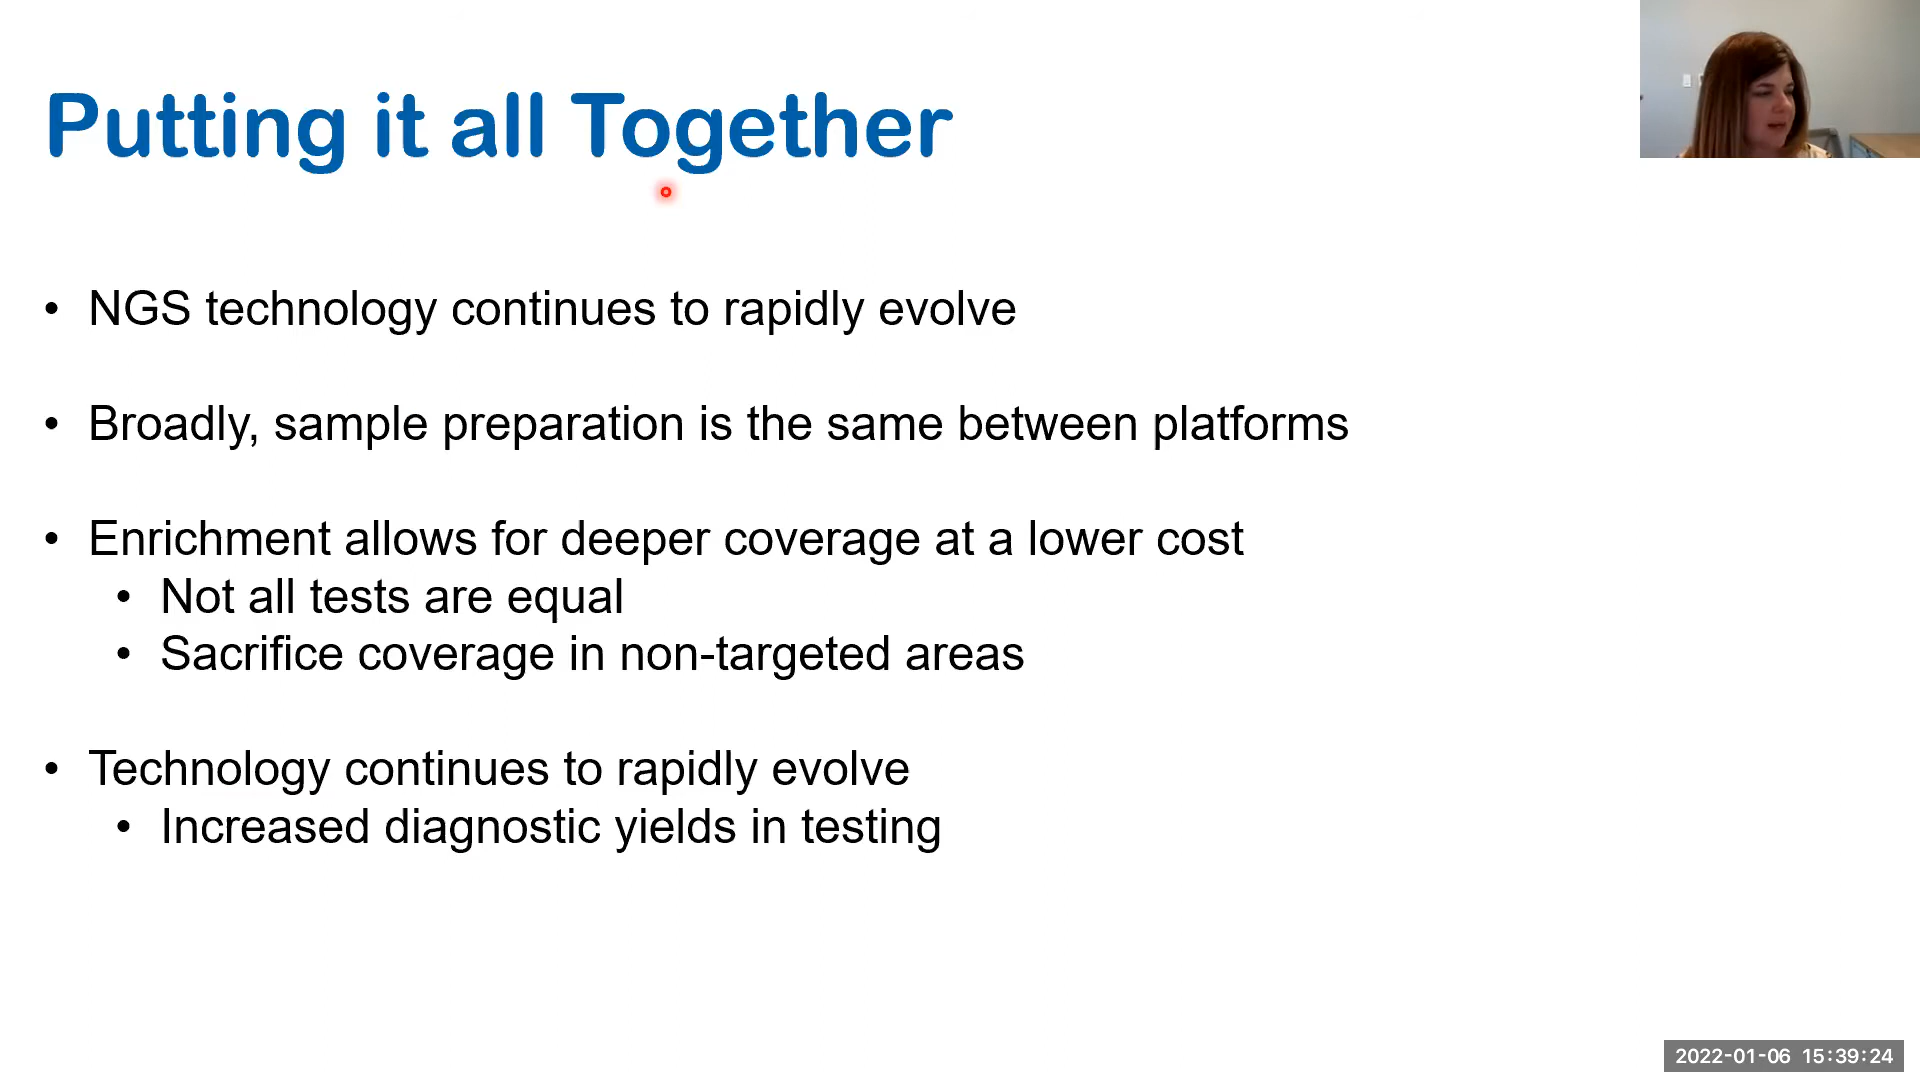 Putting it all Together
• NGS technology continues to rapidly evolve
• Broadly, sample preparation is the same between platforms
• Enrichment allows for deeper coverage at a lower cost
• Not all tests are equal
• Sacrifice coverage in non-targeted areas
• Technology continues to rapidly evolve
• Increased diagnostic yields in testing
2022-01-06 15:39:24